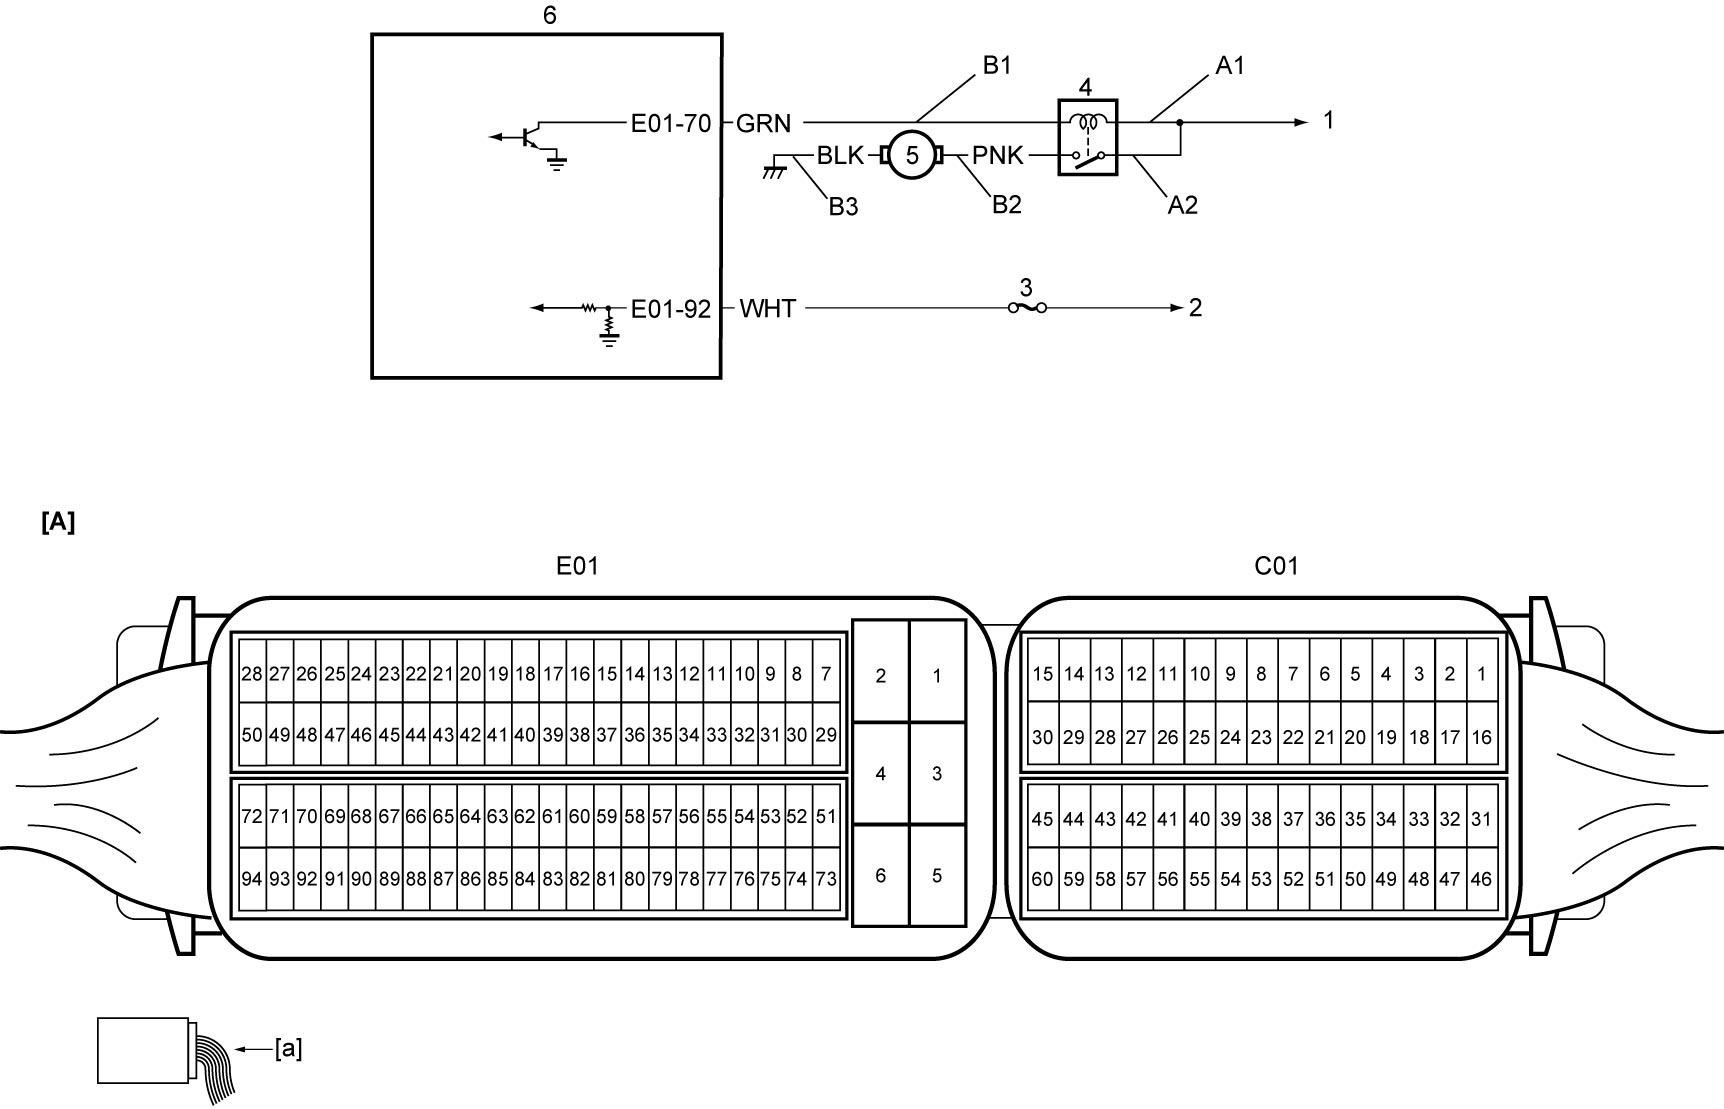 6
B1
A1
4
E01-70
GRN
1
BLK
5
PNK
B3
B2
A2
3
E01-92
WHT
2
[A]
E01
C01
28 27 26 25 24 23 22 21 20 19 18 17 16 15 14 13 12 11 10 9 8 7
2 1
15 14 13 12 11 10 9 8 7 6 5 4 3 2 1
50 49 48 47 46 45 44 43 42 41 40 39 38 37 36 35 34 33 32 31 30 29
30 29 28 27 26 25 24 23 22 21 20 19 18 17 16
4 3
72 71 70 69 68 67 66 65 64 63 62 61 60 59 58 57 56 55 54 53 52 51
45 44 43 42 41 40 39 38 37 36 35 34 33 32 31
94 93 92 91 90 89 88 87 86 85 84 83 82 81 80 79 78 77 76 75 74 73
6 5
60 59 58 57 56 55 54 53 52 51 50 49 48 47 46
[a]